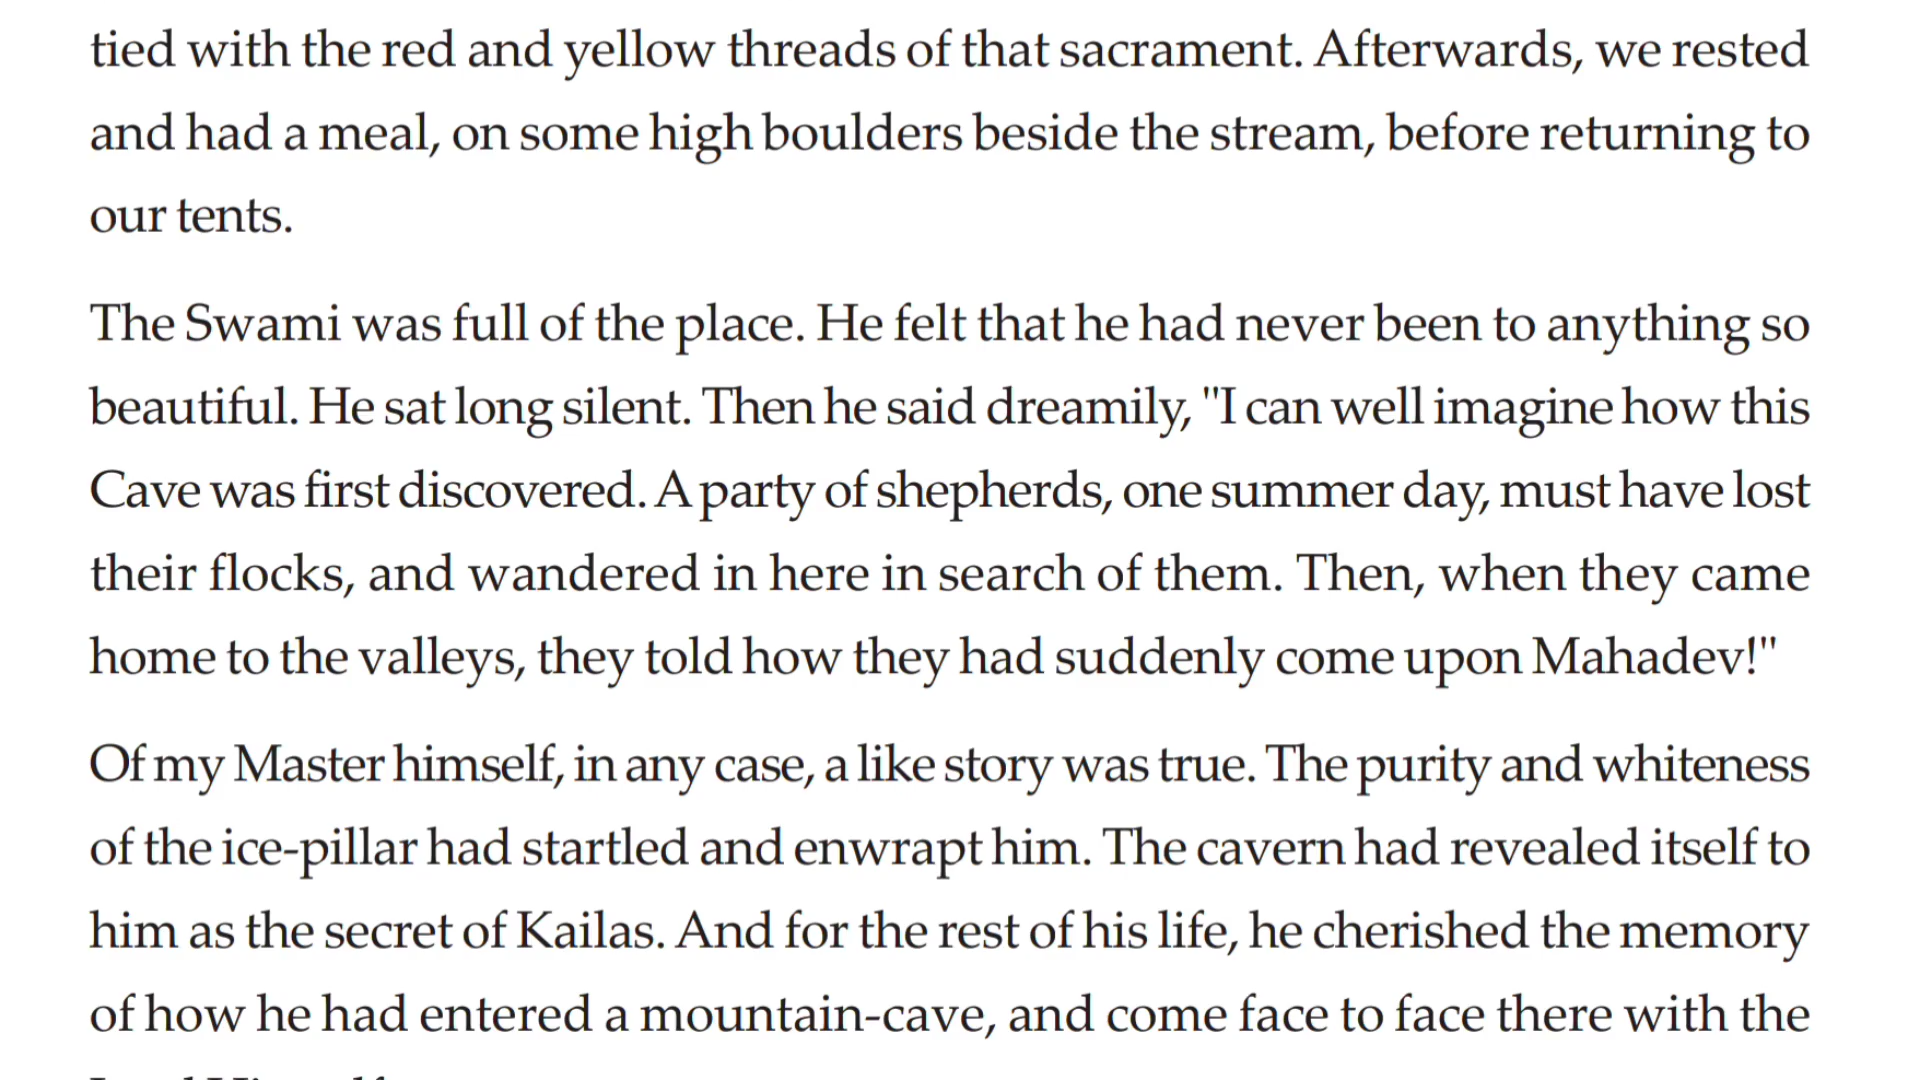 tied with the red and yellow threads of that sacrament. Afterwards, we rested
and had a meal, on some high boulders beside the stream, before returning to
our tents.
The Swami was full of the place. He felt that he had never been to anything so
beautiful. He sat long silent. Then he said dreamily, "I can well imagine how this
Cave was first discovered. A party of shepherds, one summer day, must have lost
their flocks, and wandered in here in search of them. Then, when they came
home to the valleys, they told how they had suddenly come upon Mahadev!"
Of my Master himself, in any case, a like story was true. The purity and whiteness
of the ice-pillar had startled and enwrapt him. The cavern had revealed itself to
him as the secret of Kailas. And for the rest of his life, he cherished the memory
of how he had entered a mountain-cave, and come face to face there with the